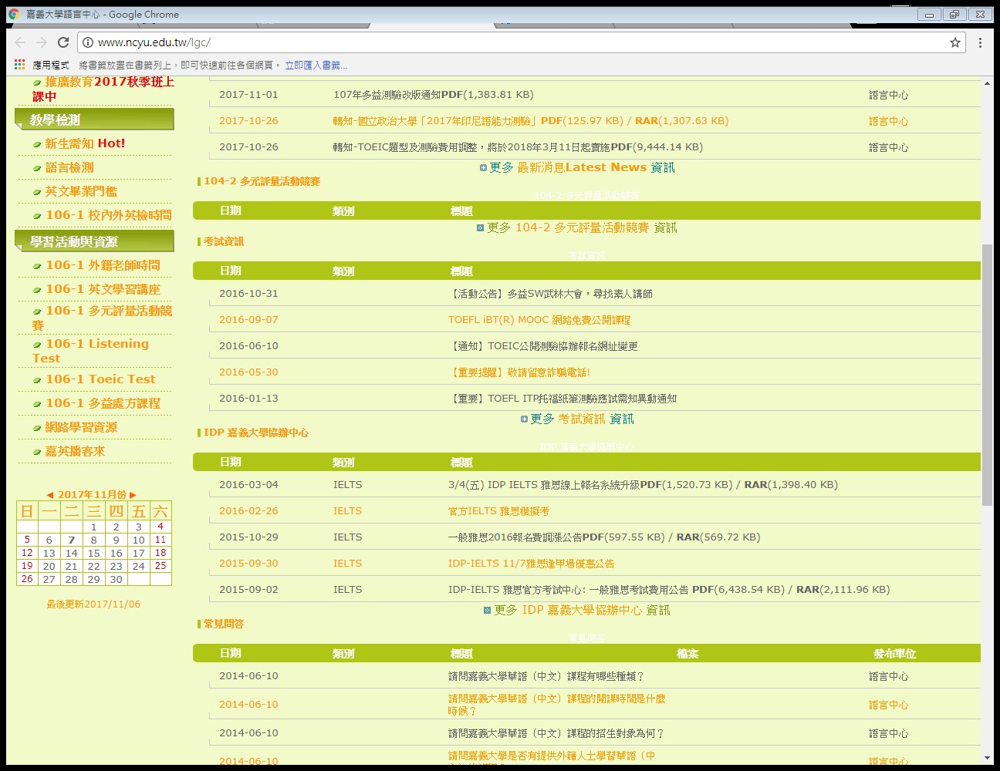 嘉義大學語言中心 - Google Chrome
www.ncyu.edu.tw/lgc/
應用程式 將書籤放置在書籤列上，即可快速前往各個網頁。 立即匯入書籤...
推廣教育2017秋季班上
課中
教學檢測
新生需知 Hot!
語言檢測
英文畢業門檻
106-1 校內外英檢時間
學習活動與資源
106-1 外籍老師時間
106-1 英文學習講座
106-1 多元評量活動競
賽
106-1 Listening
Test
106-1 Toeic Test
106-1 多益處方課程
網路學習資源
嘉英播客來
◀ 2017年11月份 ▶
日 一 二 三 四 五 六
1 2 3 4
5 6 7 8 9 10 11
12 13 14 15 16 17 18
19 20 21 22 23 24 25
26 27 28 29 30
最後更新2017/11/06
2017-11-01 107年多益測驗改版通知PDF(1,383.81 KB) 語言中心
2017-10-26 轉知-國立政治大學「2017年印尼語能力測驗」PDF(125.97 KB) / RAR(1,307.63 KB) 語言中心
2017-10-26 轉知-TOEIC題型及測驗費用調整，將於2018年3月11日起實施PDF(9,444.14 KB) 語言中心
更多 最新消息Latest News 資訊
104-2 多元評量活動競賽
104-2 多元評量活動競賽
日期 類別 標題
更多 104-2 多元評量活動競賽 資訊
考試資訊
考試資訊
日期 類別 標題
2016-10-31 【活動公告】多益SW武林大會，尋找素人講師
2016-09-07 TOEFL iBT(R) MOOC 網路免費公開課程
2016-06-10 【通知】TOEIC公開測驗協辦報名網址變更
2016-05-30 【重要提醒】敬請留意詐騙電話!
2016-01-13 【重要】TOEFL ITP托福紙筆測驗應試需知異動通知
更多 考試資訊 資訊
IDP 嘉義大學協辦中心
IDP 嘉義大學協辦中心
日期 類別 標題
2016-03-04 IELTS 3/4(五) IDP IELTS 雅思線上報名系統升級PDF(1,520.73 KB) / RAR(1,398.40 KB)
2016-02-26 IELTS 官方IELTS 雅思模擬考
2015-10-29 IELTS 一般雅思2016報名費調漲公告PDF(597.55 KB) / RAR(569.72 KB)
2015-09-30 IELTS IDP-IELTS 11/7雅思逢甲場優惠公告
2015-09-02 IELTS IDP-IELTS 雅思官方考試中心: 一般雅思考試費用公告 PDF(6,438.54 KB) / RAR(2,111.96 KB)
更多 IDP 嘉義大學協辦中心 資訊
常見問答
常見問答
日期 類別 標題 檔案 發布單位
2014-06-10 請問嘉義大學華語（中文）課程有哪些種類？ 語言中心
2014-06-10 請問嘉義大學華語（中文）課程的開課時間是什麼 語言中心
時候？
2014-06-10 請問嘉義大學華語（中文）課程的招生對象為何？ 語言中心
2014-06-10 請問嘉義大學是否有提供外籍人士學習華語（中 語言中心